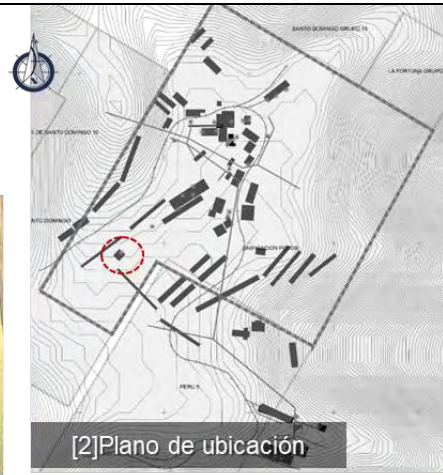 SANTO DOMINGO GRUPO 10
LA FORTUNA GRUPO
DE SANTO DOMINGO 10
NTO DOMINGO
PERU 5
[2]Plano de ubicación